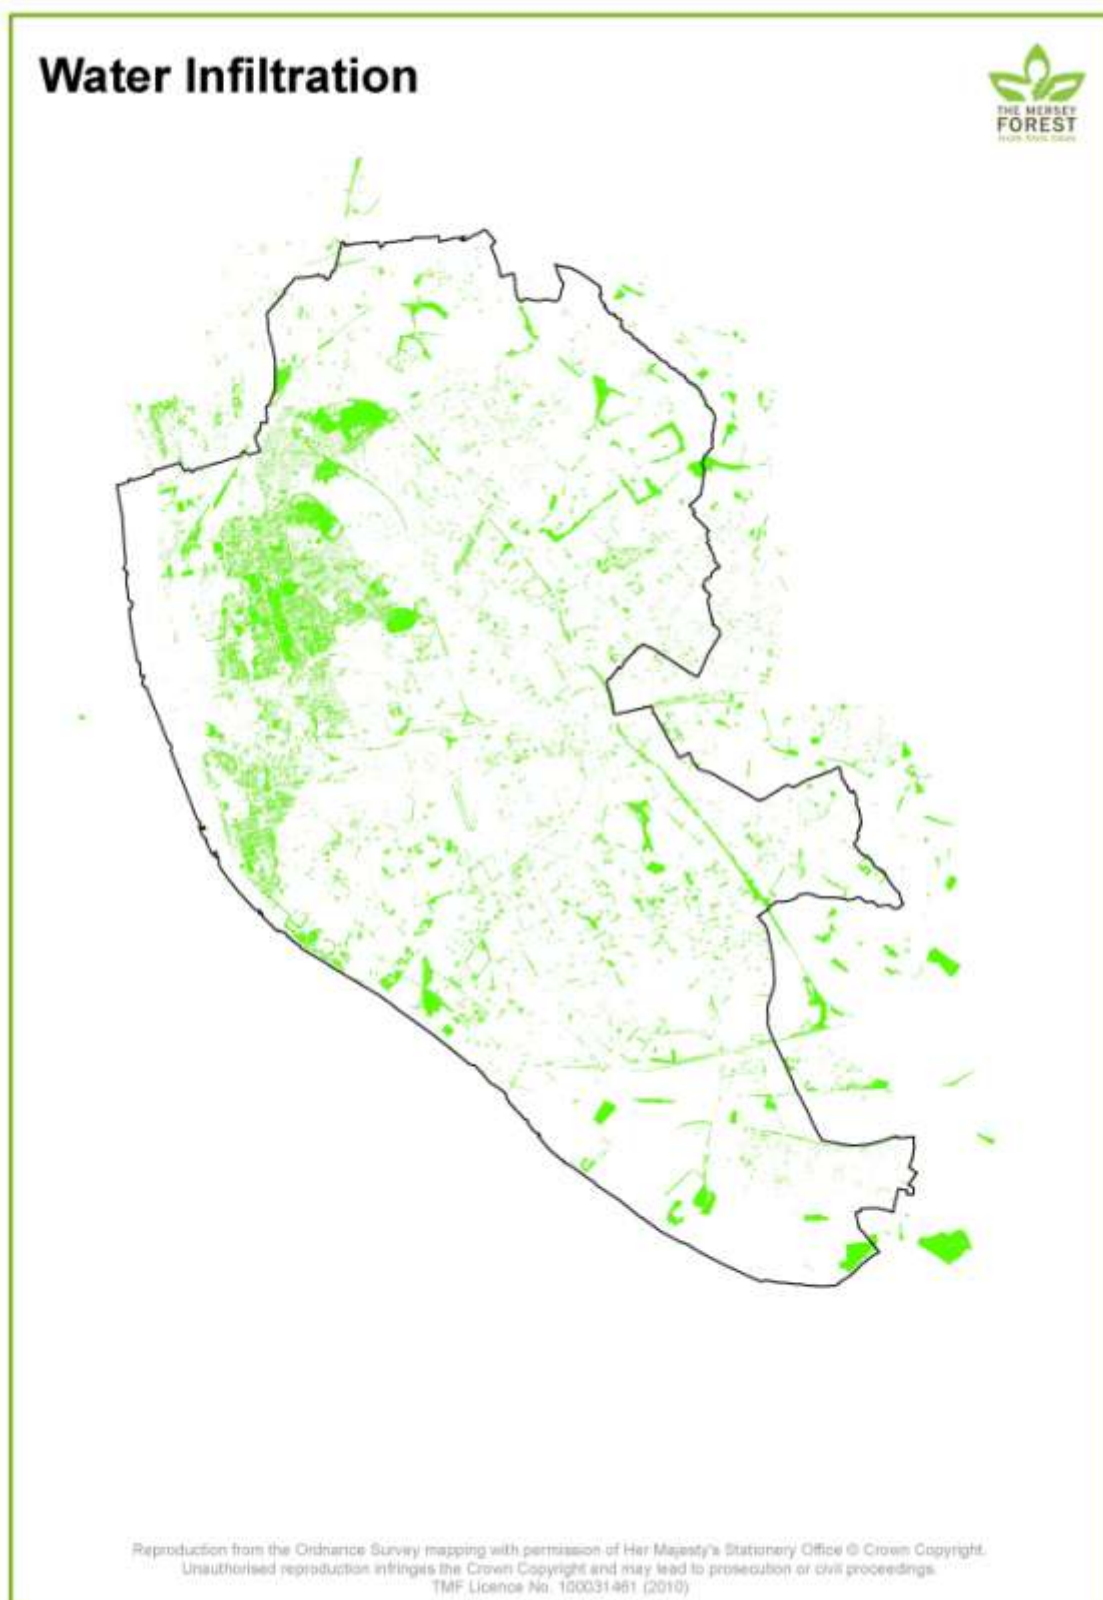 Water Infiltration
THE MERSEY
FOREST
Reproduction from the Ordnance Survey mapping with permission of Her Majesty's Stationery Office © Crown Copyright.
Unauthorised reproduction infringes the Crown Copyright and may lead to prosecution or civil proceedings.
TMF Licence No. 100031461 (2010)